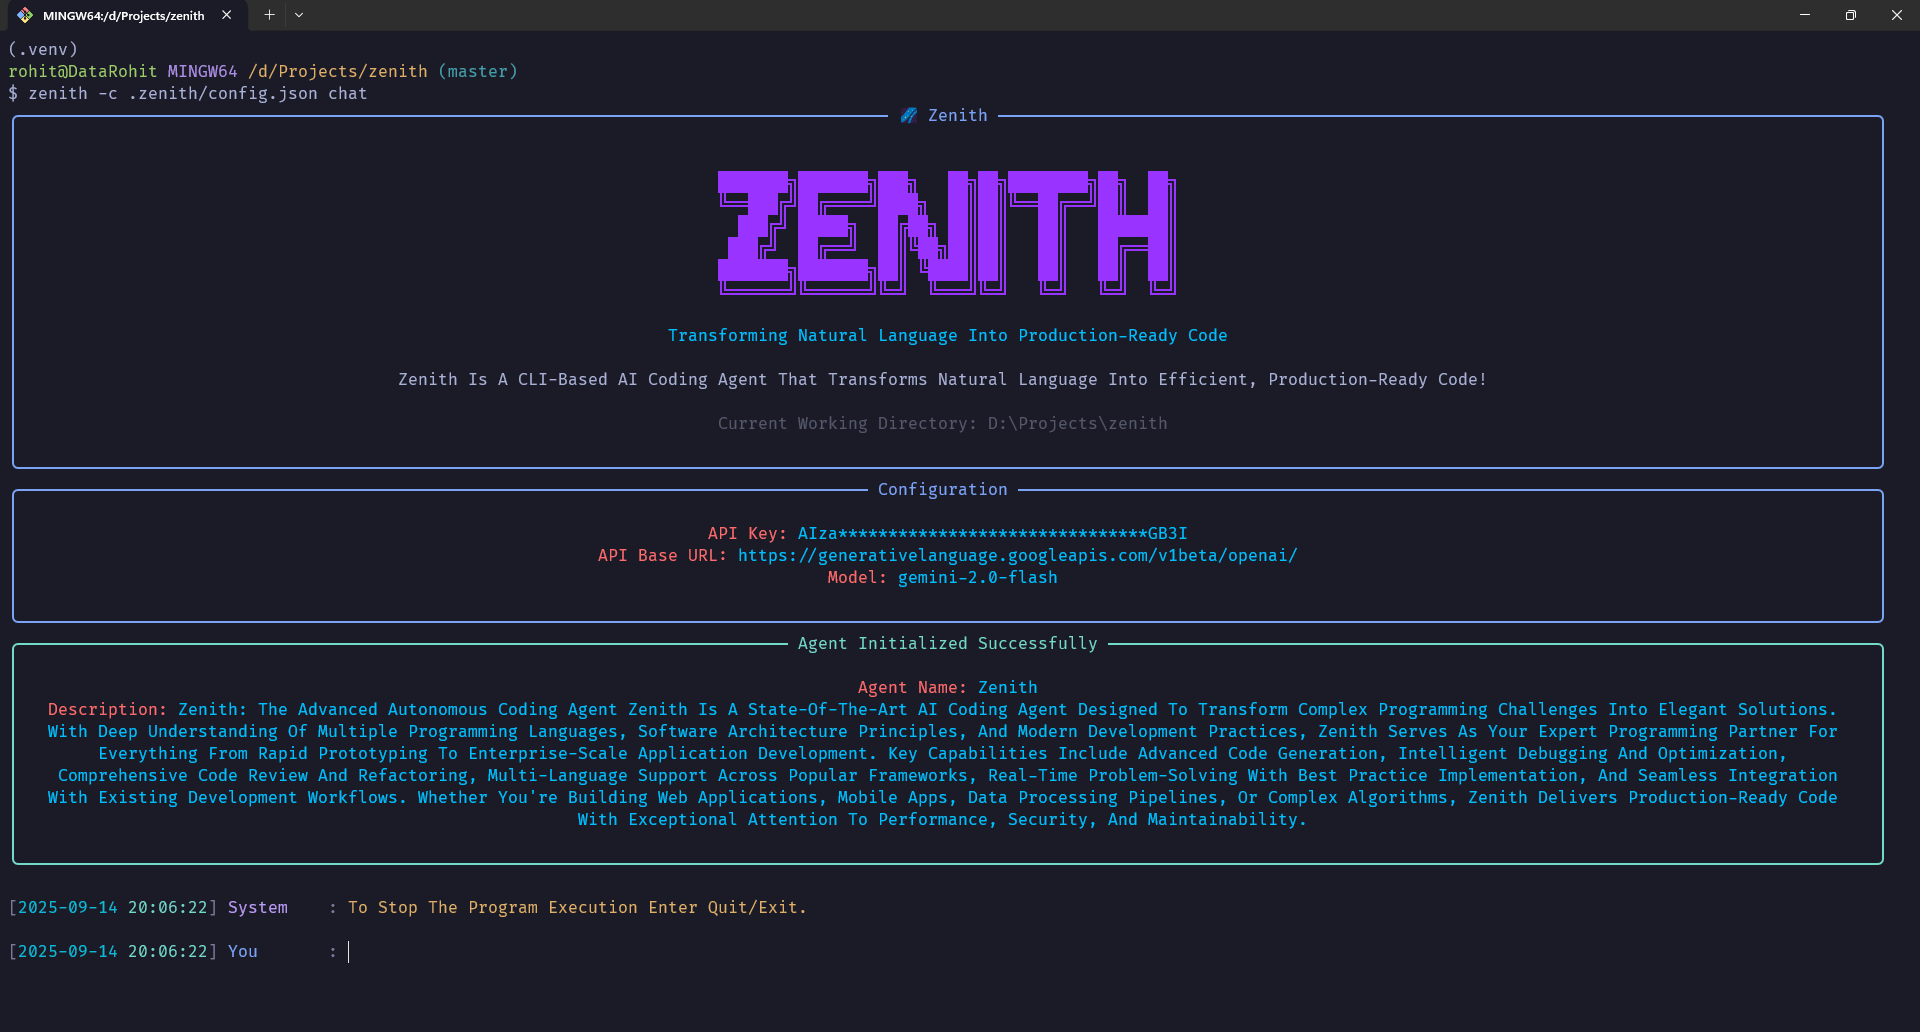 MINGW64:/d/Projects/zenith
(.venv)
rohit@DataRohit MINGW64 /d/Projects/zenith (master)
$ zenith -c .zenith/config.json chat
Zenith
ZENITH
Transforming Natural Language Into Production-Ready Code
Zenith Is A CLI-Based AI Coding Agent That Transforms Natural Language Into Efficient, Production-Ready Code!
Current Working Directory: D:\Projects\zenith
Configuration
API Key: AIza*******************************GB3I
API Base URL: https://generativelanguage.googleapis.com/v1beta/openai/
Model: gemini-2.0-flash
Agent Initialized Successfully
Agent Name: Zenith
Description: Zenith: The Advanced Autonomous Coding Agent Zenith Is A State-Of-The-Art AI Coding Agent Designed To Transform Complex Programming Challenges Into Elegant Solutions.
With Deep Understanding Of Multiple Programming Languages, Software Architecture Principles, And Modern Development Practices, Zenith Serves As Your Expert Programming Partner For
Everything From Rapid Prototyping To Enterprise-Scale Application Development. Key Capabilities Include Advanced Code Generation, Intelligent Debugging And Optimization,
Comprehensive Code Review And Refactoring, Multi-Language Support Across Popular Frameworks, Real-Time Problem-Solving With Best Practice Implementation, And Seamless Integration
With Existing Development Workflows. Whether You're Building Web Applications, Mobile Apps, Data Processing Pipelines, Or Complex Algorithms, Zenith Delivers Production-Ready Code
With Exceptional Attention To Performance, Security, And Maintainability.
[2025-09-14 20:06:22] System    : To Stop The Program Execution Enter Quit/Exit.
[2025-09-14 20:06:22] You       :